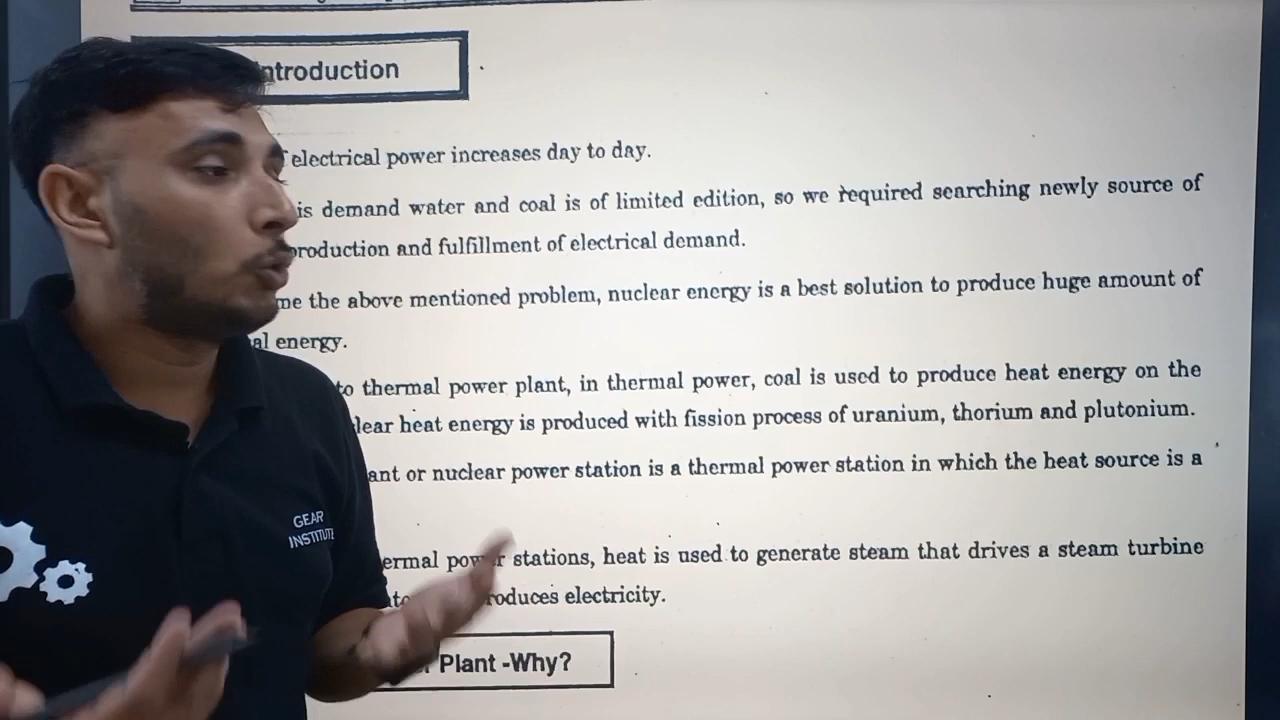 ntroduction
electrical power increases day to day.
is demand water and coal is of limited edition, so we required searching newly source of
roduction and fulfillment of electrical demand.
me the above mentioned problem, nuclear energy is a best solution to produce huge amount of
al energy.
to thermal power plant, in thermal power, coal is used to produce heat energy on the
lear heat energy is produced with fission process of uranium, thorium and plutonium.
ant or nuclear power station is a thermal power station in which the heat source is a
ermal power stations, heat is used to generate steam that drives a steam turbine
roduces electricity.
Plant -Why?
GEAR
INSTITUTE